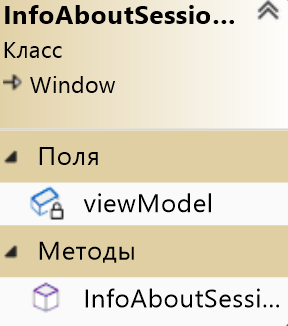 InfoAboutSessio...
Класс
Window
Поля
viewModel
Методы
InfoAboutSessi...